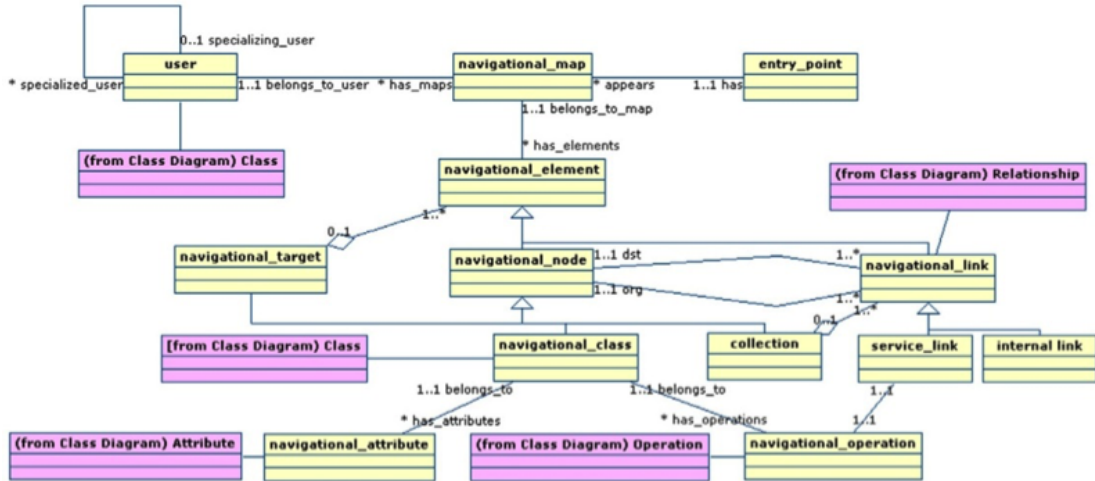 0..1 specializing_user
user
navigational_map
entry_point
* specialized_user
1..1 belongs_to_user
* has_maps
* appears
1..1 has
1..1 belongs_to_map
* has_elements
(from Class Diagram) Class
navigational_element
(from Class Diagram) Relationship
1..*
0..1
navigational_target
navigational_node
1..1 dst
1..*
navigational_link
1..1 org
1..*
1..*
0..1
[from Class Diagram) Class
navigational_class
collection
service_link
internal link
1..1 belongs_to
1..1 belongs_to
1..1
* has_attributes
* has_operations
1..1
(from Class Diagram) Attribute
navigational_attribute
(from Class Diagram) Operation
navigational_operation